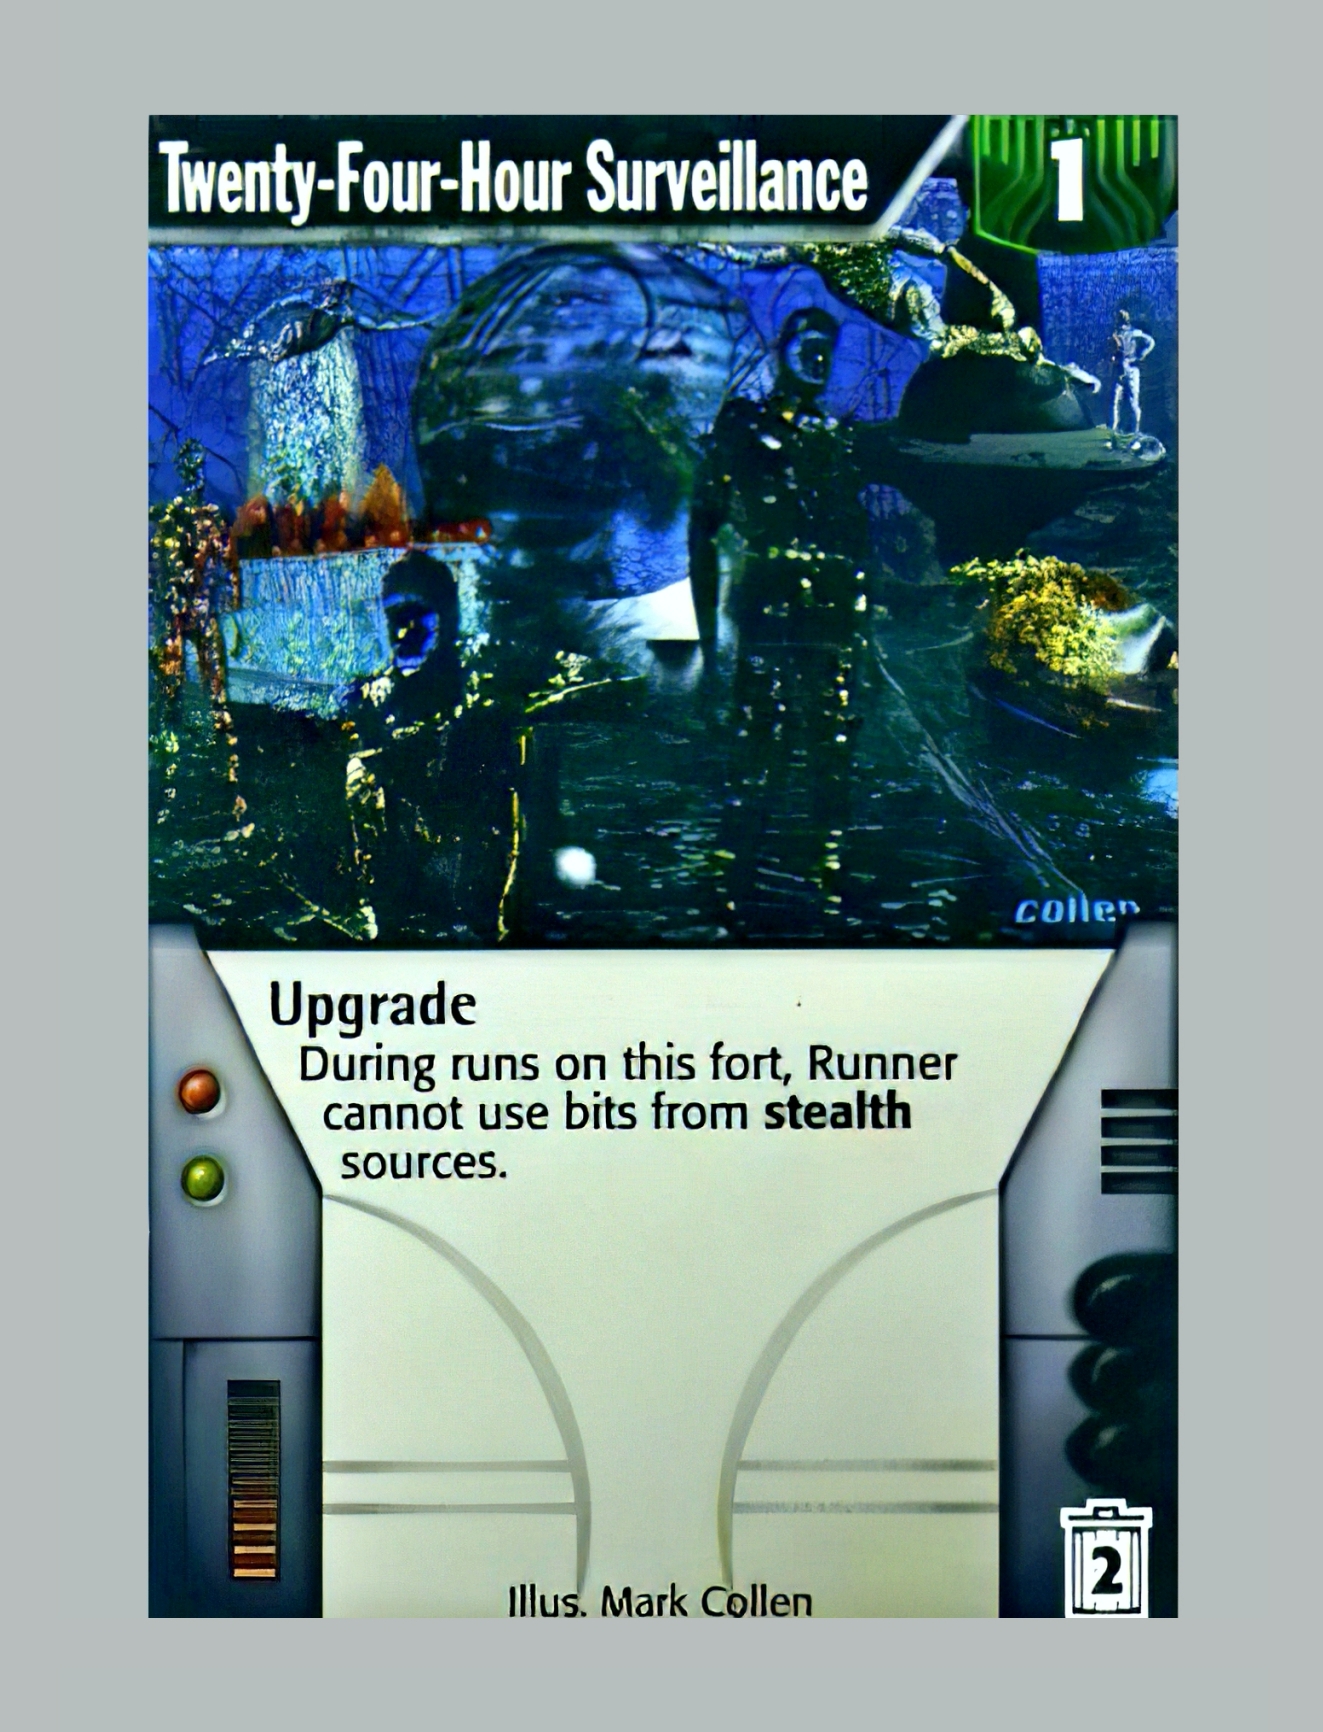 Twenty-Four-Hour Surveillance
1
collen
Upgrade
During runs on this fort, Runner
cannot use bits from stealth
sources.
2
Illus. Mark Collen